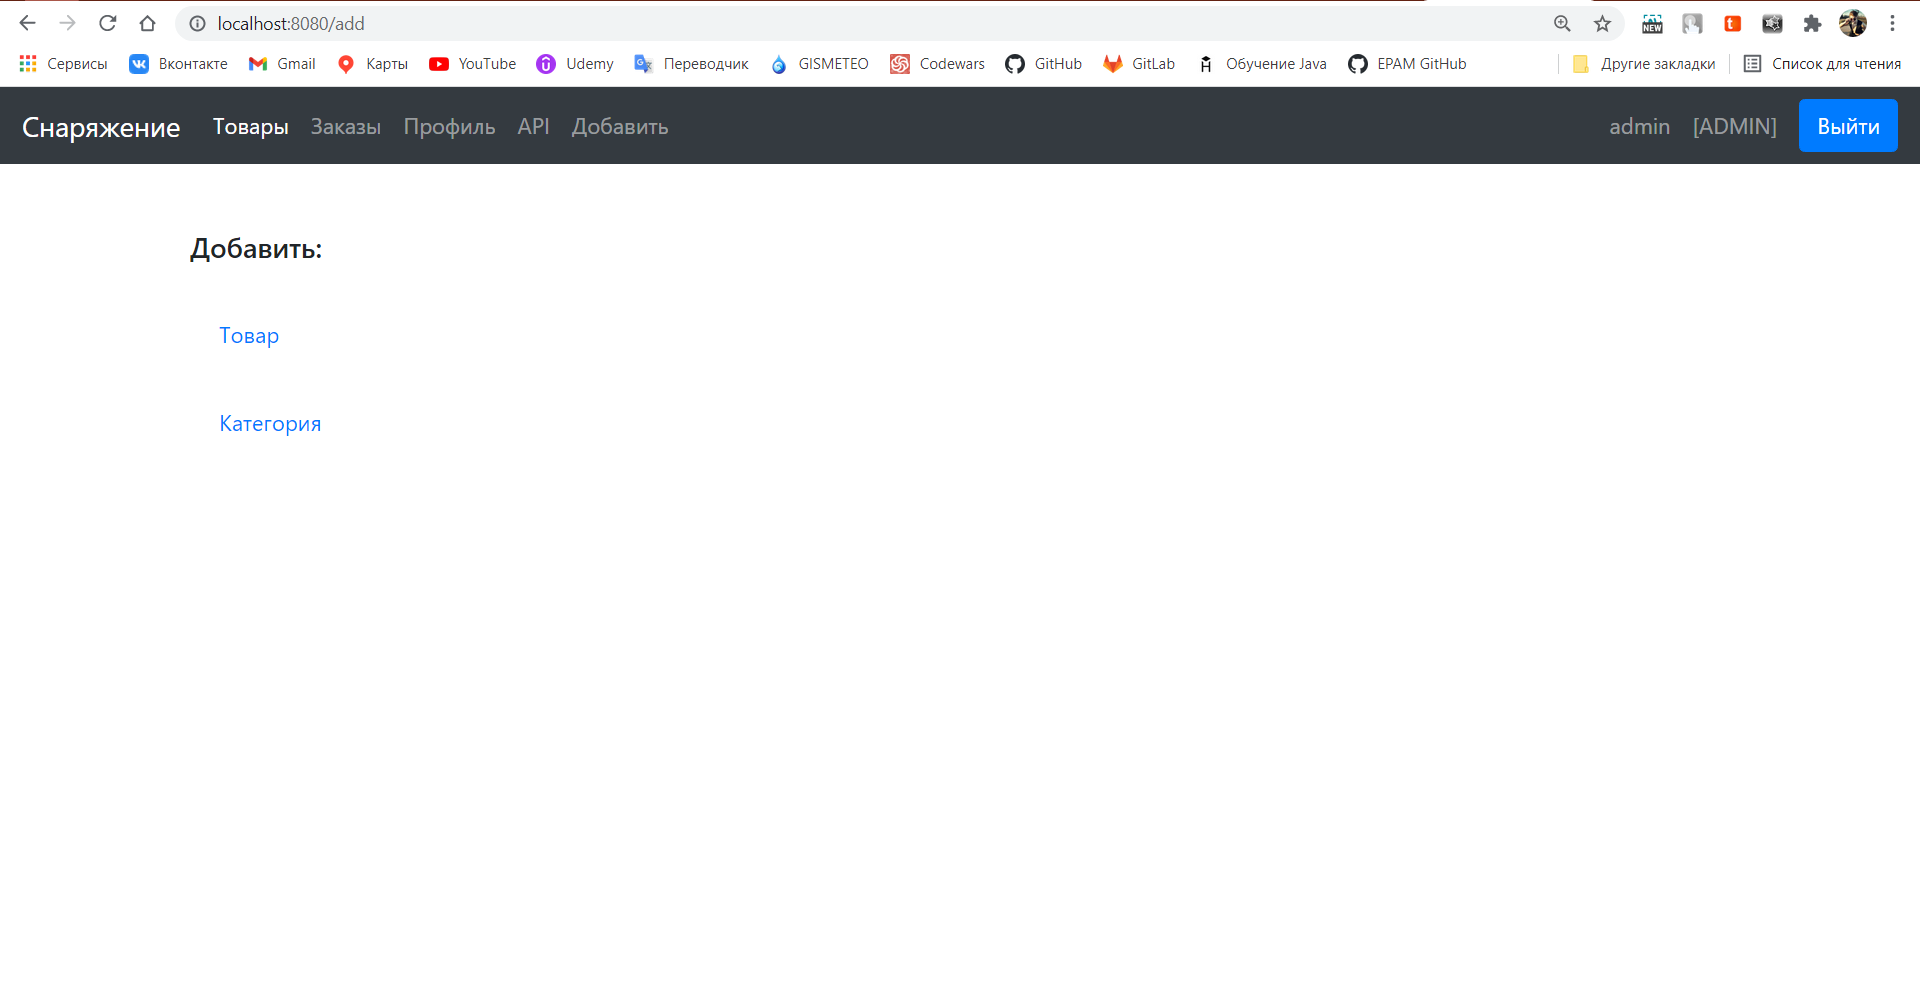 localhost:8080/add
Сервисы Вконтакте Gmail Карты YouTube Udemy Переводчик GISMETEO Codewars GitHub GitLab Обучение Java EPAM GitHub Другие закладки Список для чтения
Снаряжение Товары Заказы Профиль API Добавить admin [ADMIN] Выйти
Добавить:
Товар
Категория